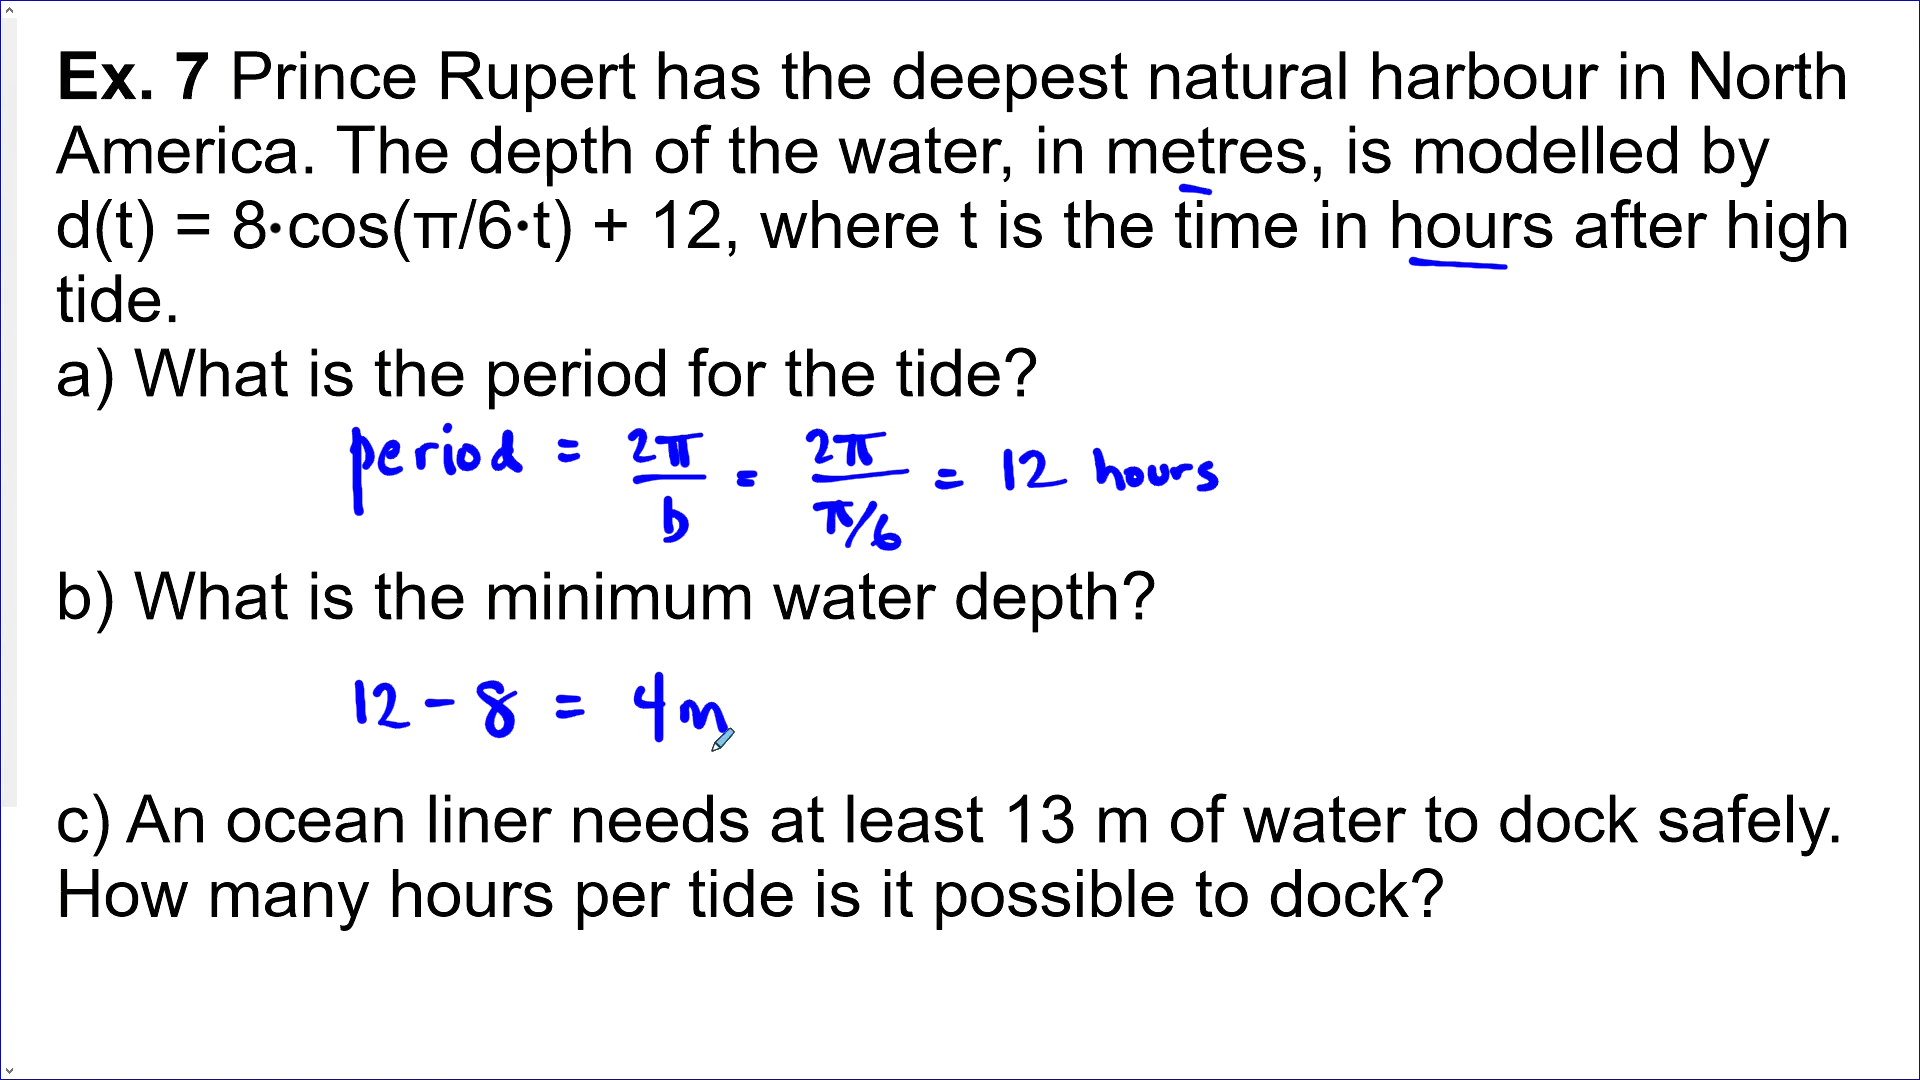 Ex. 7 Prince Rupert has the deepest natural harbour in North
America. The depth of the water, in metres, is modelled by
d(t) = 8·cos(π/6·t) + 12, where t is the time in hours after high
tide.
a) What is the period for the tide?
period = 2π/b = 2π/(π/6) = 12 hours
b) What is the minimum water depth?
12 - 8 = 4m
c) An ocean liner needs at least 13 m of water to dock safely.
How many hours per tide is it possible to dock?